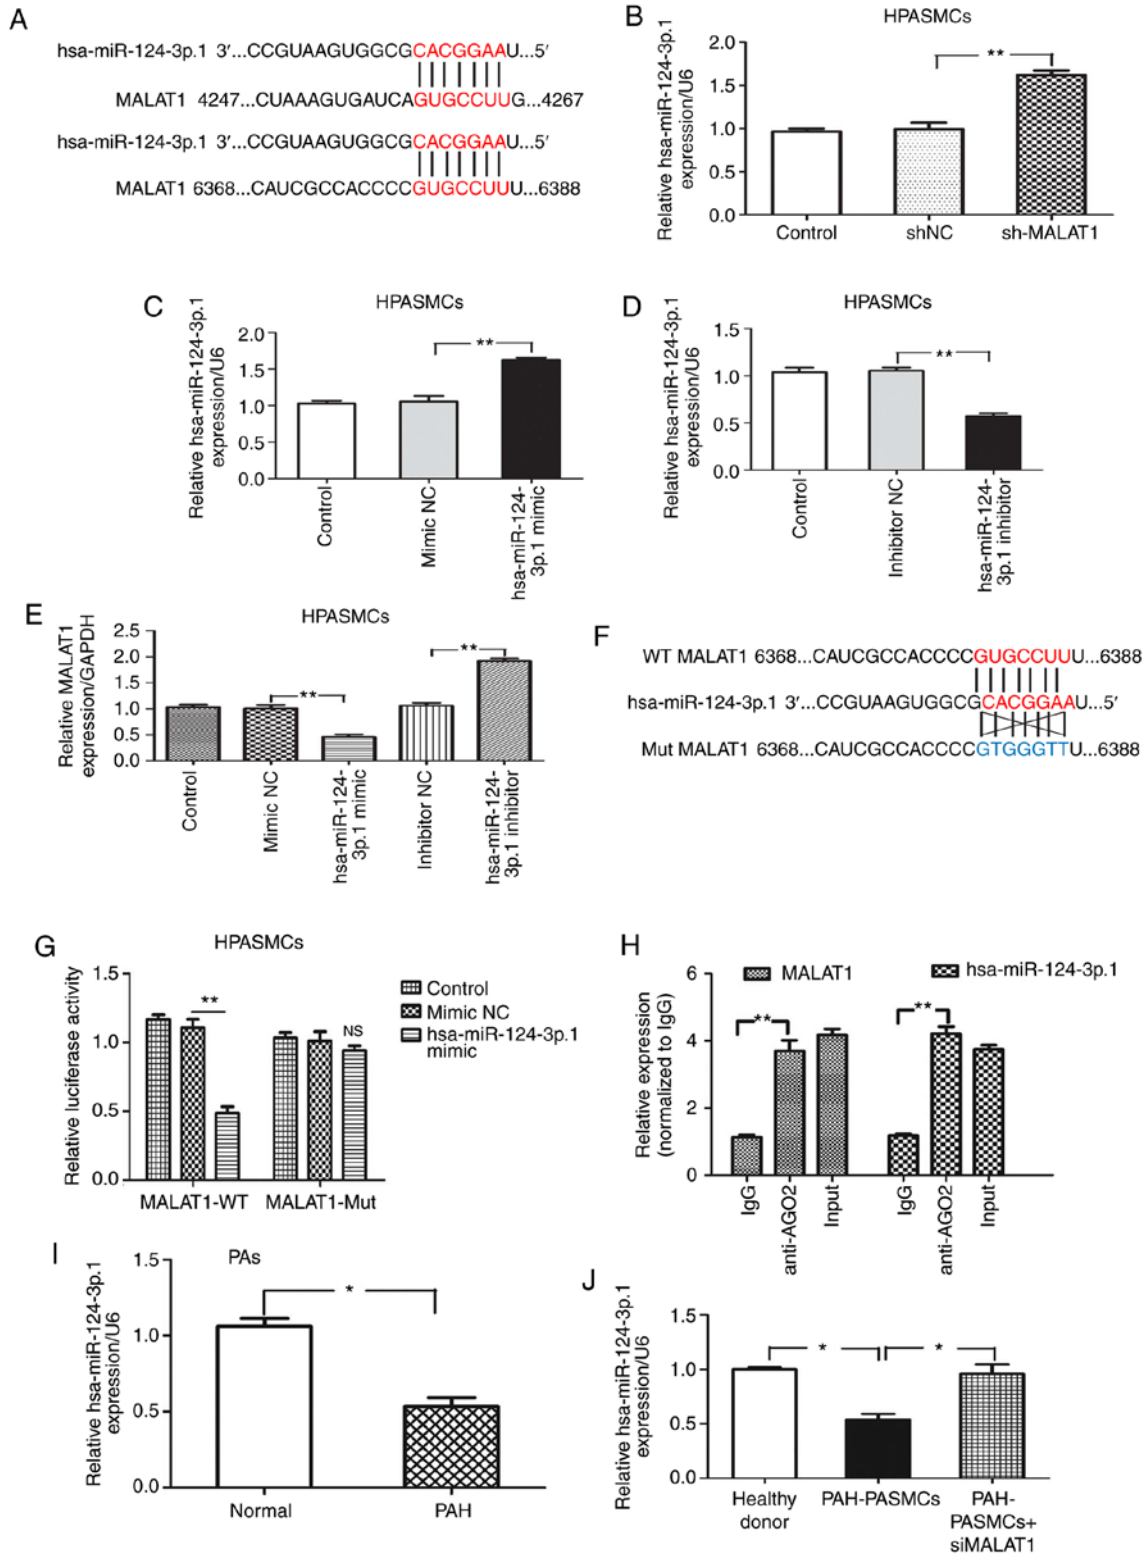 A
hsa-miR-124-3p.1 3′...CCGUAAGUGGCGCACGGAAU...5′
MALAT1 4247...CUAAAGUGAUCAGUGCCUUG...4267
hsa-miR-124-3p.1 3′...CCGUAAGUGGCGCACGGAAU...5′
MALAT1 6368...CAUCGCCACCCCGUGCCUUU...6388
B
HPASMCs
Relative hsa-miR-124-3p.1
expression/U6
2.0
1.5
1.0
0.5
0.0
**
Control
shNC
sh-MALAT1
C
HPASMCs
Relative hsa-miR-124-3p.1
expression/U6
2.0
1.5
1.0
0.5
0.0
**
Control
Mimic NC
hsa-miR-124-
3p.1 mimic
D
HPASMCs
Relative hsa-miR-124-3p.1
expression/U6
1.5
1.0
0.5
0.0
**
Control
Inhibitor NC
hsa-miR-124-
3p.1 inhibitor
E
HPASMCs
Relative MALAT1
expression/GAPDH
2.5
2.0
1.5
1.0
0.5
0.0
**
**
Control
Mimic NC
hsa-miR-124-
3p.1 mimic
Inhibitor NC
hsa-miR-124-
3p.1 inhibitor
F
WT MALAT1 6368...CAUCGCCACCCCGUGCCUUU...6388
hsa-miR-124-3p.1 3′...CCGUAAGUGGCGCACGGAAU...5′
Mut MALAT1 6368...CAUCGCCACCCCGTGGGTTU...6388
G
HPASMCs
Relative luciferase activity
1.5
1.0
0.5
0.0
**
NS
Control
Mimic NC
hsa-miR-124-3p.1
mimic
MALAT1-WT
MALAT1-Mut
H
Relative expression
(normalized to IgG)
6
4
2
0
MALAT1
hsa-miR-124-3p.1
**
**
IgG
anti-AGO2
Input
IgG
anti-AGO2
Input
I
PAs
Relative hsa-miR-124-3p.1
expression/U6
1.5
1.0
0.5
0.0
*
Normal
PAH
J
Relative hsa-miR-124-3p.1
expression/U6
1.5
1.0
0.5
0.0
*
*
Healthy
donor
PAH-PASMCs
PAH-
PASMCs+
siMALAT1